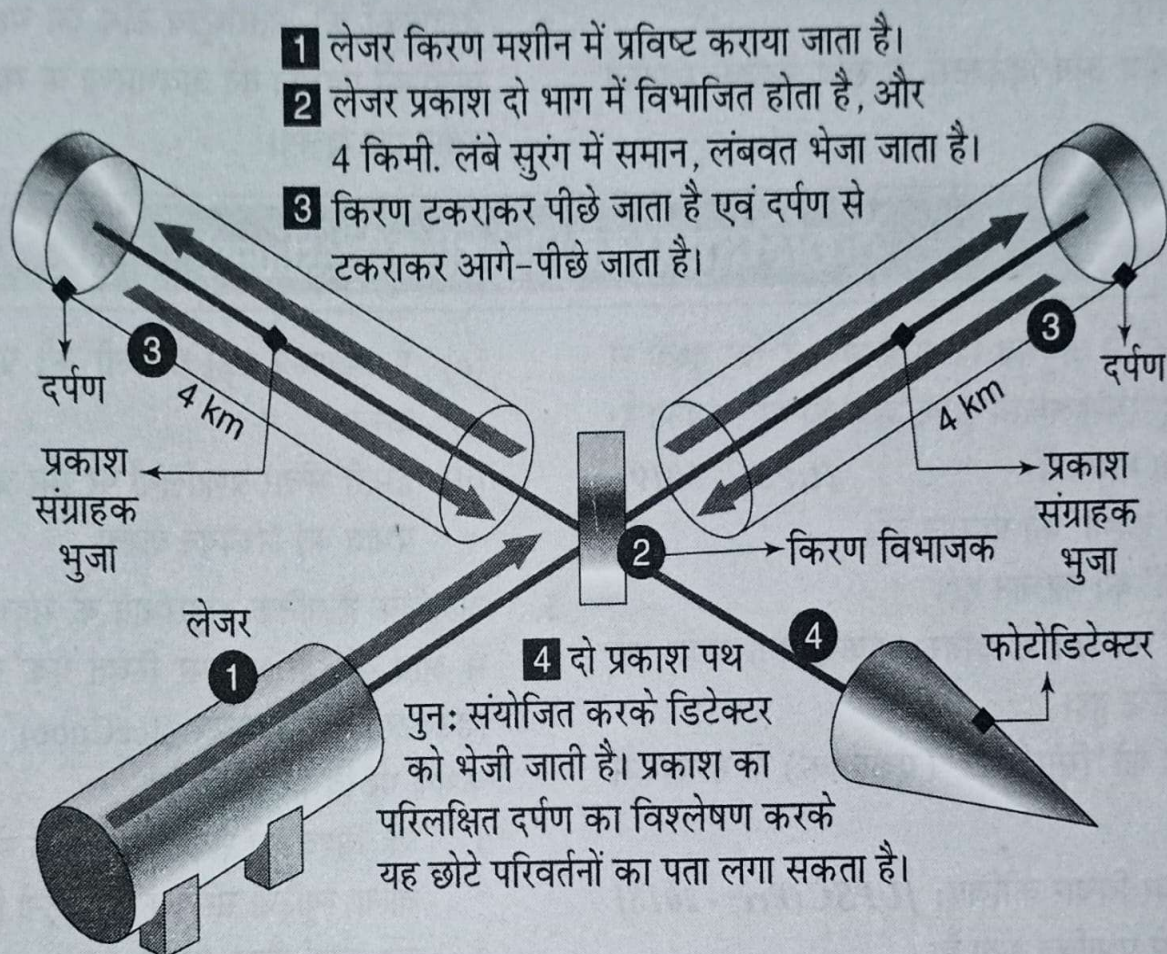 1 लेजर किरण मशीन में प्रविष्ट कराया जाता है।
2 लेजर प्रकाश दो भाग में विभाजित होता है, और
4 किमी. लंबे सुरंग में समान, लंबवत भेजा जाता है।
3 किरण टकराकर पीछे जाता है एवं दर्पण से
टकराकर आगे-पीछे जाता है।
3
दर्पण
4 km
प्रकाश
संग्राहक
भुजा
3
दर्पण
4 km
प्रकाश
संग्राहक
भुजा
2
किरण विभाजक
लेजर
1
4
फोटोडिटेक्टर
4 दो प्रकाश पथ
पुन: संयोजित करके डिटेक्टर
को भेजी जाती है। प्रकाश का
परिलक्षित दर्पण का विश्लेषण करके
यह छोटे परिवर्तनों का पता लगा सकता है।